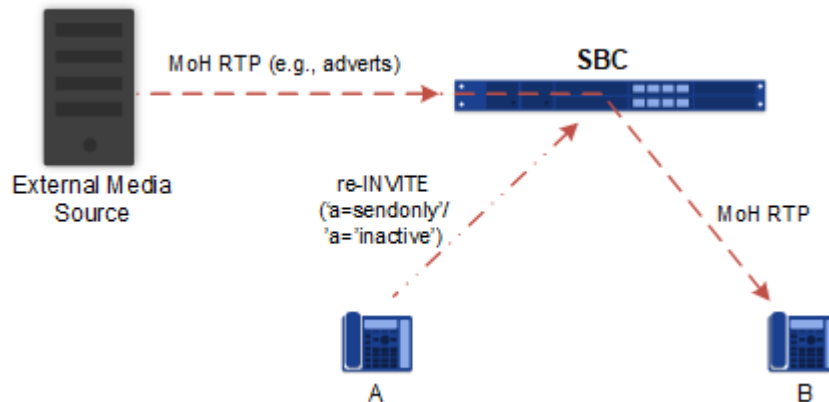 SBC
MoH RTP (e.g., adverts)
External Media
Source
re-INVITE
('a=sendonly'/
'a='inactive')
MoH RTP
A
B